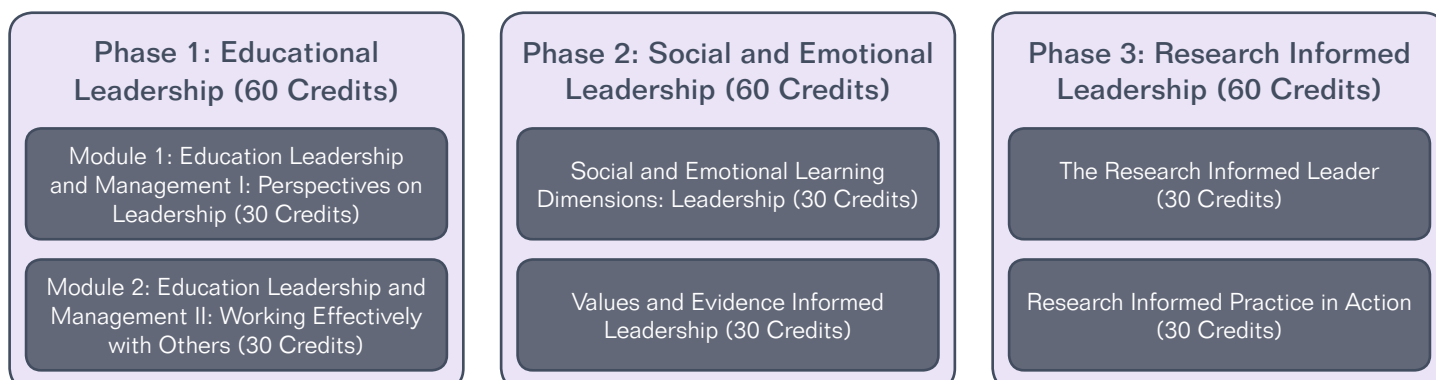 Phase 1: Educational
Leadership (60 Credits)
Module 1: Education Leadership
and Management I: Perspectives on
Leadership (30 Credits)
Module 2: Education Leadership and
Management II: Working Effectively
with Others (30 Credits)
Phase 2: Social and Emotional
Leadership (60 Credits)
Social and Emotional Learning
Dimensions: Leadership (30 Credits)
Values and Evidence Informed
Leadership (30 Credits)
Phase 3: Research Informed
Leadership (60 Credits)
The Research Informed Leader
(30 Credits)
Research Informed Practice in Action
(30 Credits)